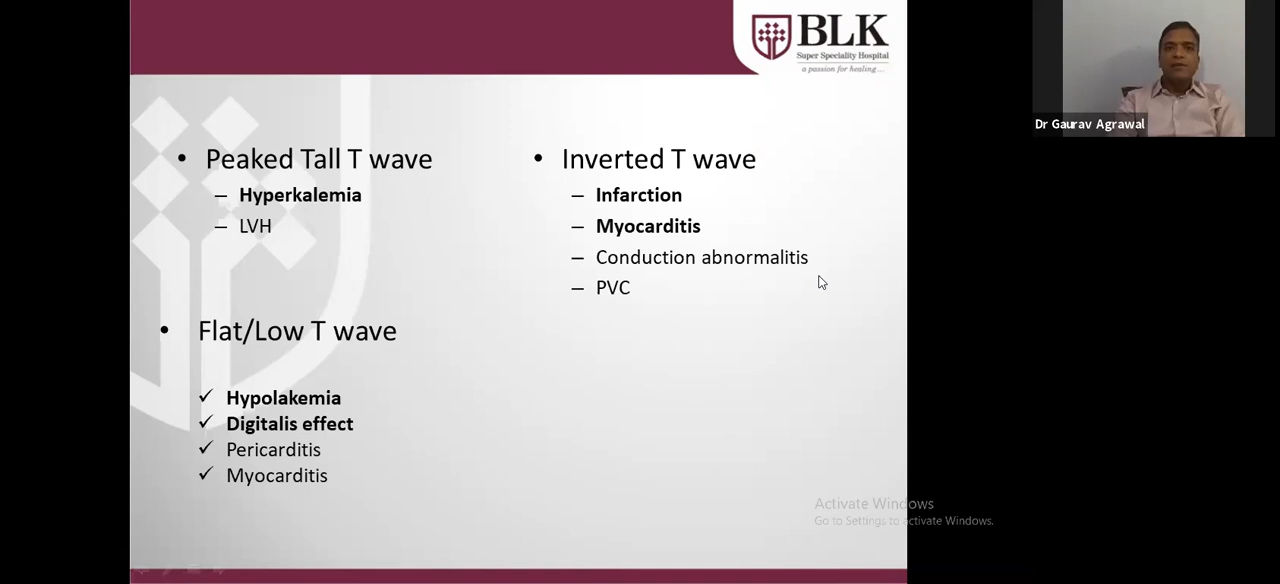 BLK
Super Speciality Hospital
a passion for healing...
Dr Gaurav Agrawal
• Peaked Tall T wave
– Hyperkalemia
– LVH
• Flat/Low T wave
✓ Hypolakemia
✓ Digitalis effect
✓ Pericarditis
✓ Myocarditis
• Inverted T wave
– Infarction
– Myocarditis
– Conduction abnormalitis
– PVC
Activate Windows
Go to Settings to activate Windows.